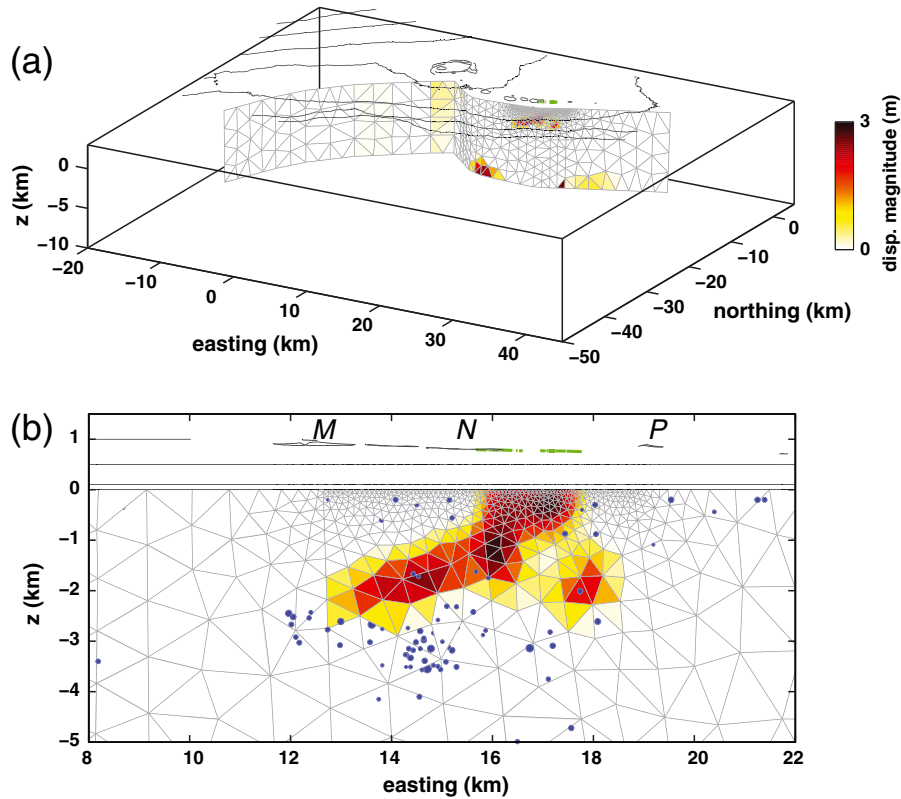 (a)
0
−5
−10
z (km)
−20
−10
0
10
20
30
40
easting (km)
−50
−40
−30
−20
−10
0
northing (km)
3
0
disp. magnitude (m)
(b)
M N P
1
0
−1
−2
−3
−4
−5
z (km)
8 10 12 14 16 18 20 22
easting (km)